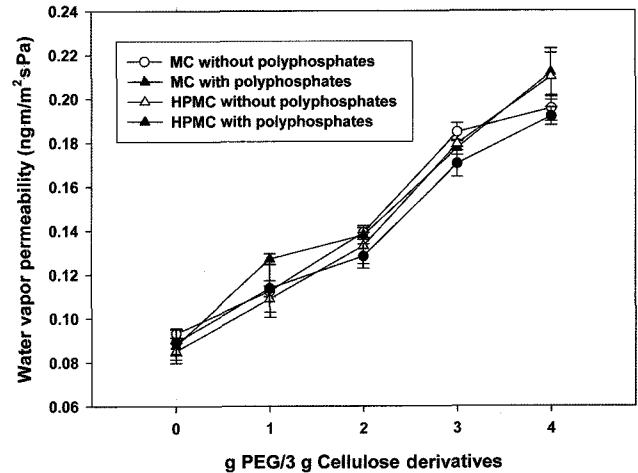 Water vapor permeability (ngm/m²sPa)
0.24
0.22
0.20
0.18
0.16
0.14
0.12
0.10
0.08
0.06
MC without polyphosphates
MC with polyphosphates
HPMC without polyphosphates
HPMC with polyphosphates
0 1 2 3 4
g PEG/3 g Cellulose derivatives